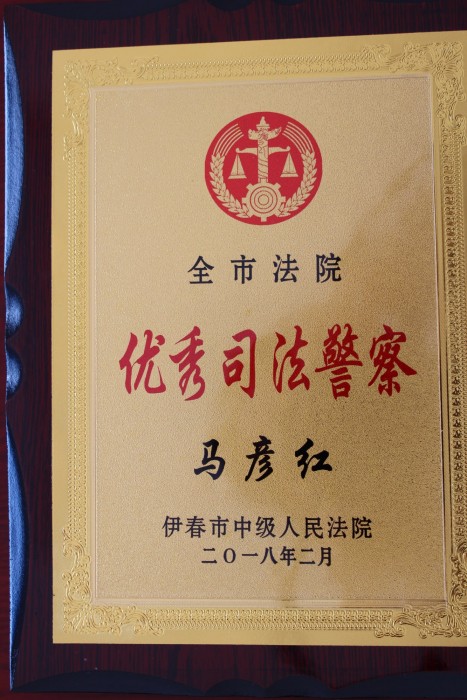 全市法院
优秀司法警察
马彦红
伊春市中级人民法院
二〇一八年二月